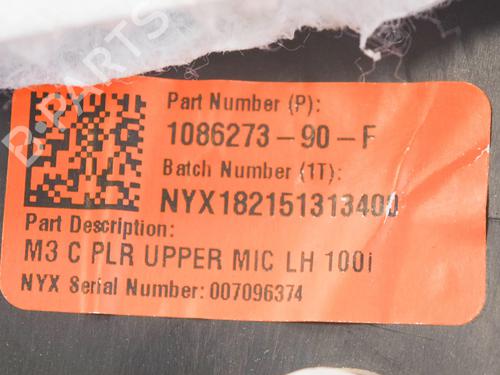 B-PARTS
Part Number (P):
1086273-90-F
Batch Number (1T):
NYX182151313400
Part Description:
M3 C PLR UPPER MIC LH 100i
NYX Serial Number: 007096374